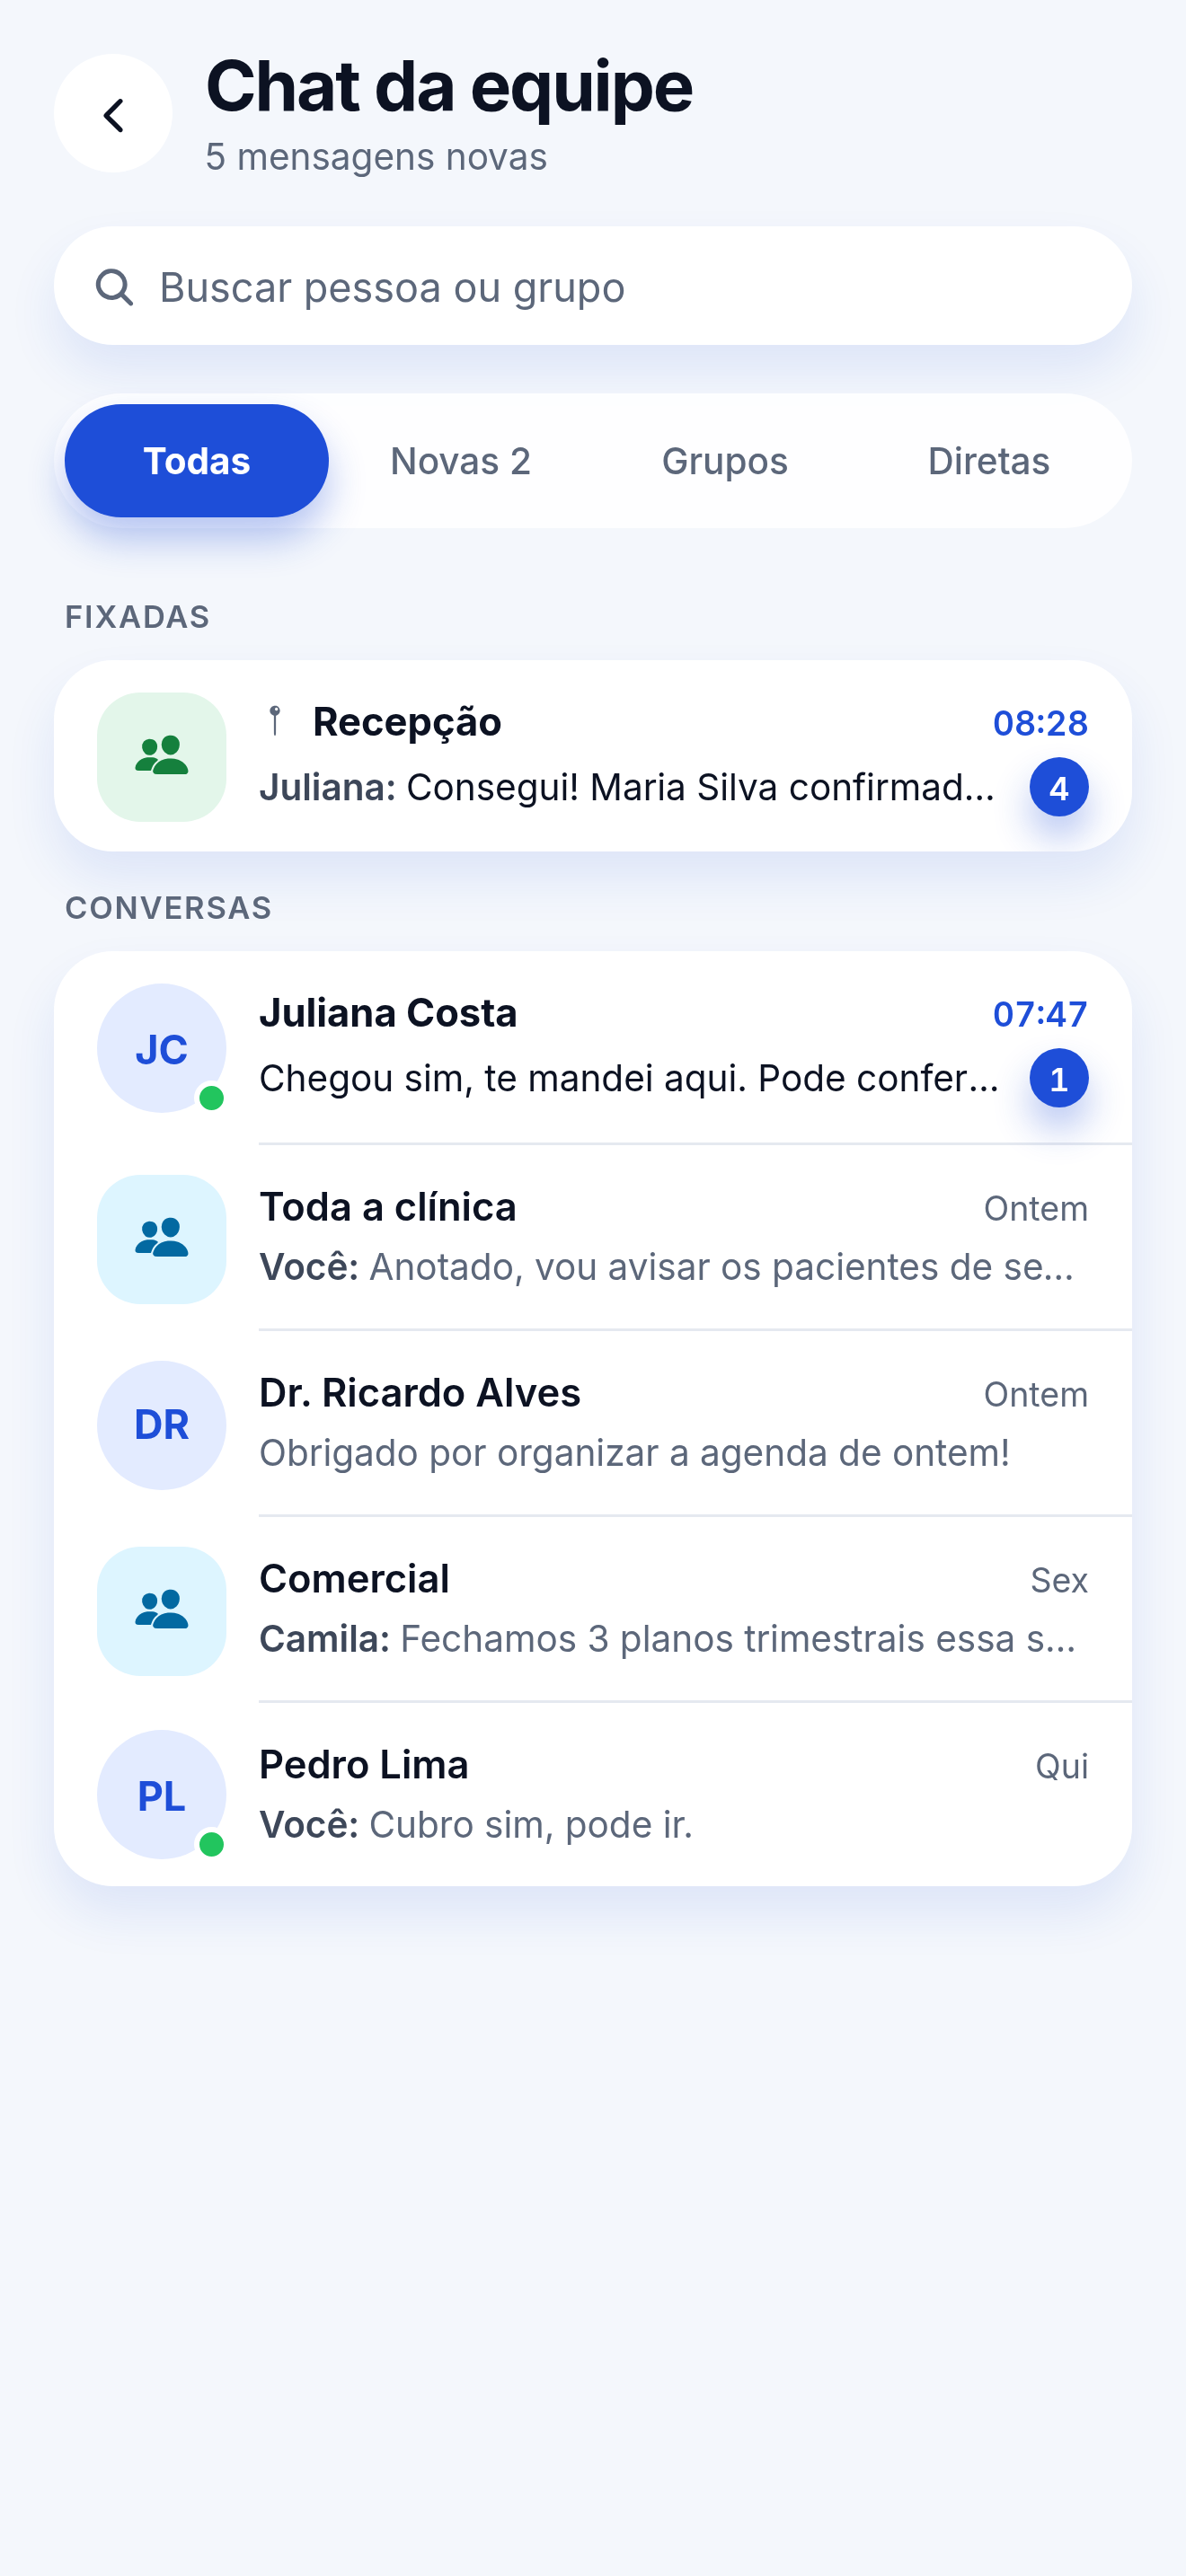 Chat da equipe
5 mensagens novas
Buscar pessoa ou grupo
Todas Novas 2 Grupos Diretas
FIXADAS
Recepção 08:28
Juliana: Consegui! Maria Silva confirmad... 4
CONVERSAS
JC
Juliana Costa 07:47
Chegou sim, te mandei aqui. Pode confer... 1
Toda a clínica Ontem
Você: Anotado, vou avisar os pacientes de se...
DR
Dr. Ricardo Alves Ontem
Obrigado por organizar a agenda de ontem!
Comercial Sex
Camila: Fechamos 3 planos trimestrais essa s...
PL
Pedro Lima Qui
Você: Cubro sim, pode ir.